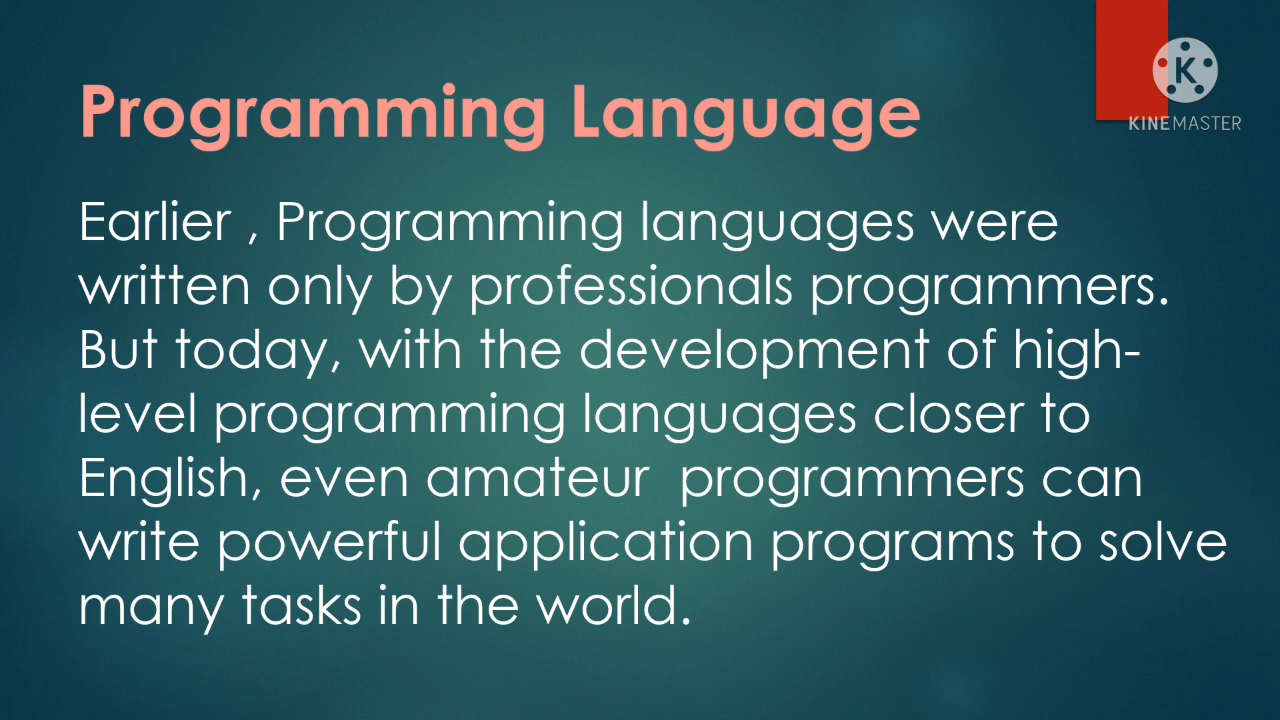 Programming Language
K
KINEMASTER
Earlier , Programming languages were
written only by professionals programmers.
But today, with the development of high-
level programming languages closer to
English, even amateur  programmers can
write powerful application programs to solve
many tasks in the world.